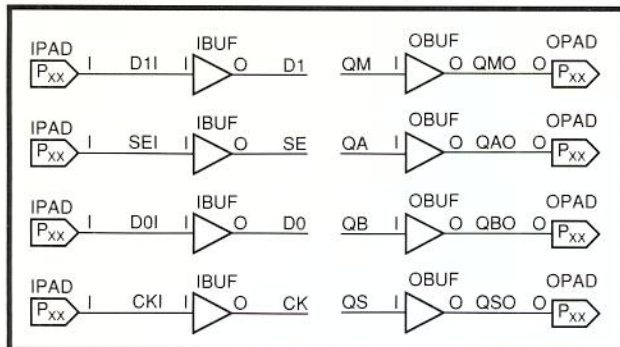 IPAD IBUF OBUF OPAD
Pxx I D1I I O D1 QM I O QMO O Pxx
IPAD IBUF OBUF OPAD
Pxx I SEI I O SE QA I O QAO O Pxx
IPAD IBUF OBUF OPAD
Pxx I D0I I O D0 QB I O QBO O Pxx
IPAD IBUF OBUF OPAD
Pxx I CKI I O CK QS I O QSO O Pxx